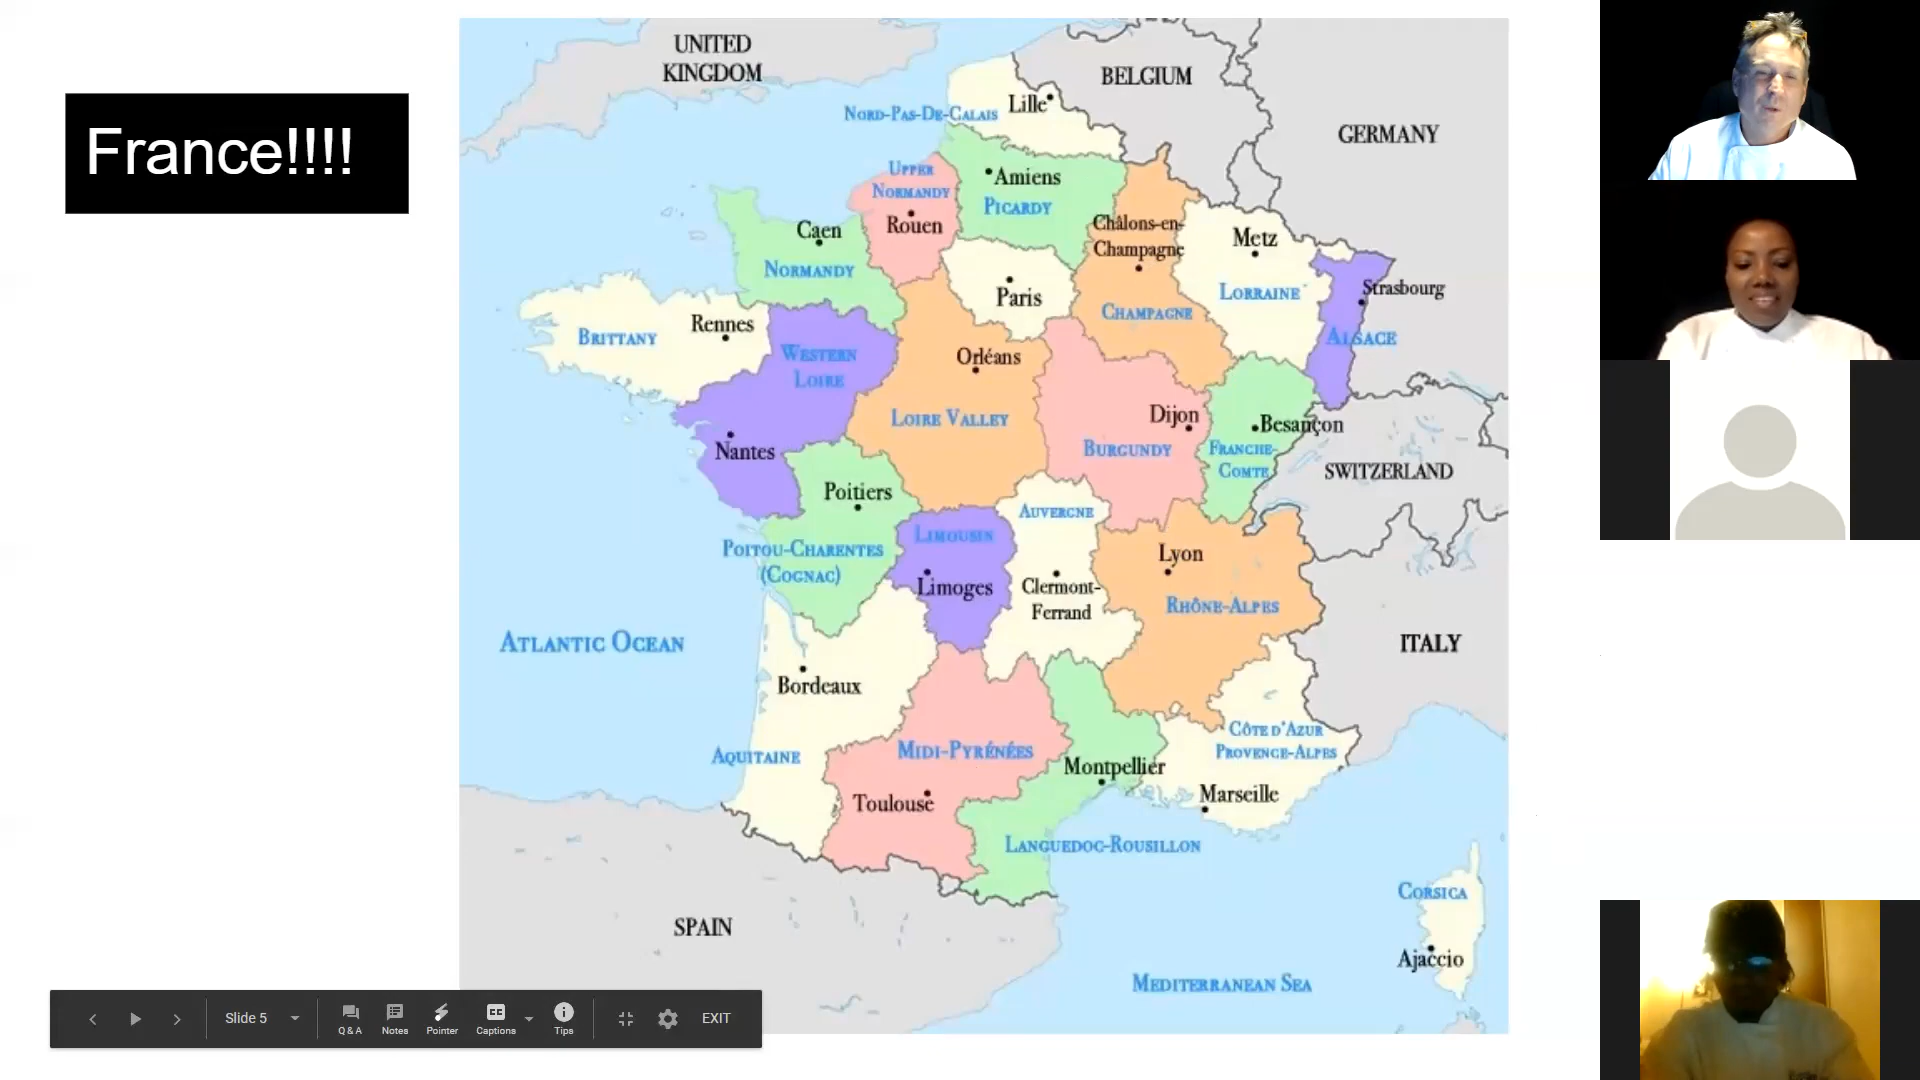 France!!!!
UNITED
KINGDOM
BELGIUM
GERMANY
Lille
NORD-PAS-DE-CALAIS
UPPER
NORMANDY
Rouen
Amiens
PICARDY
Caen
NORMANDY
Châlons-en-
Champagne
CHAMPAGNE
Metz
LORRAINE
Strasbourg
ALSACE
Paris
BRITTANY
Rennes
WESTERN
LOIRE
Nantes
Orléans
LOIRE VALLEY
Dijon
BURGUNDY
Besançon
FRANCHE-
COMTE
SWITZERLAND
Poitiers
POITOU-CHARENTES
(COGNAC)
LIMOUSIN
Limoges
AUVERGNE
Clermont-
Ferrand
Lyon
RHÔNE-ALPES
ITALY
ATLANTIC OCEAN
Bordeaux
AQUITAINE
MIDI-PYRÉNÉES
Toulouse
Montpellier
LANGUEDOC-ROUSILLON
CÔTE D'AZUR
PROVENCE-ALPES
Marseille
CORSICA
Ajaccio
SPAIN
MEDITERRANEAN SEA
Slide 5
Q & A
Notes
Pointer
CC
Captions
Tips
EXIT